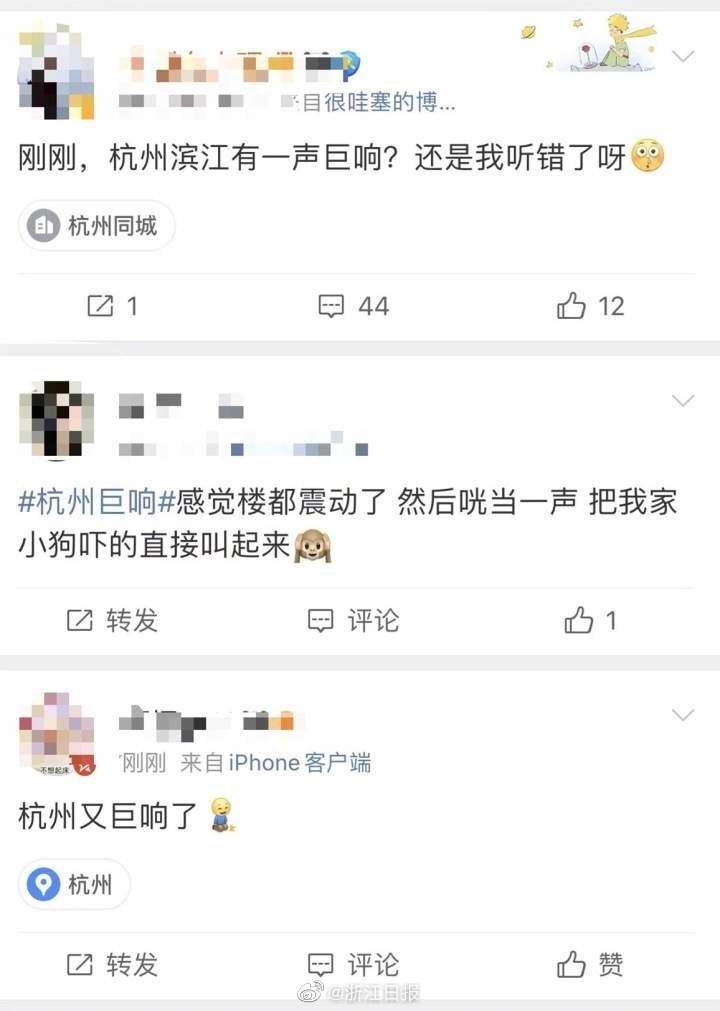 自很哇塞的博...
刚刚，杭州滨江有一声巨响？还是我听错了呀
杭州同城
1
44
12
#杭州巨响#感觉楼都震动了 然后咣当一声 把我家
小狗吓的直接叫起来
转发
评论
1
不想起床
刚刚 来自iPhone客户端
杭州又巨响了
杭州
转发
评论
赞
@浙江日报